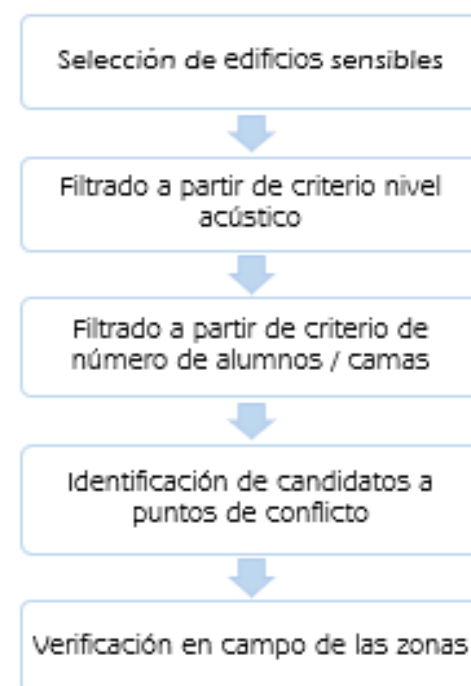 Selección de edificios sensibles
Filtrado a partir de criterio nivel
acústico
Filtrado a partir de criterio de
número de alumnos / camas
Identificación de candidatos a
puntos de conflicto
Verificación en campo de las zonas